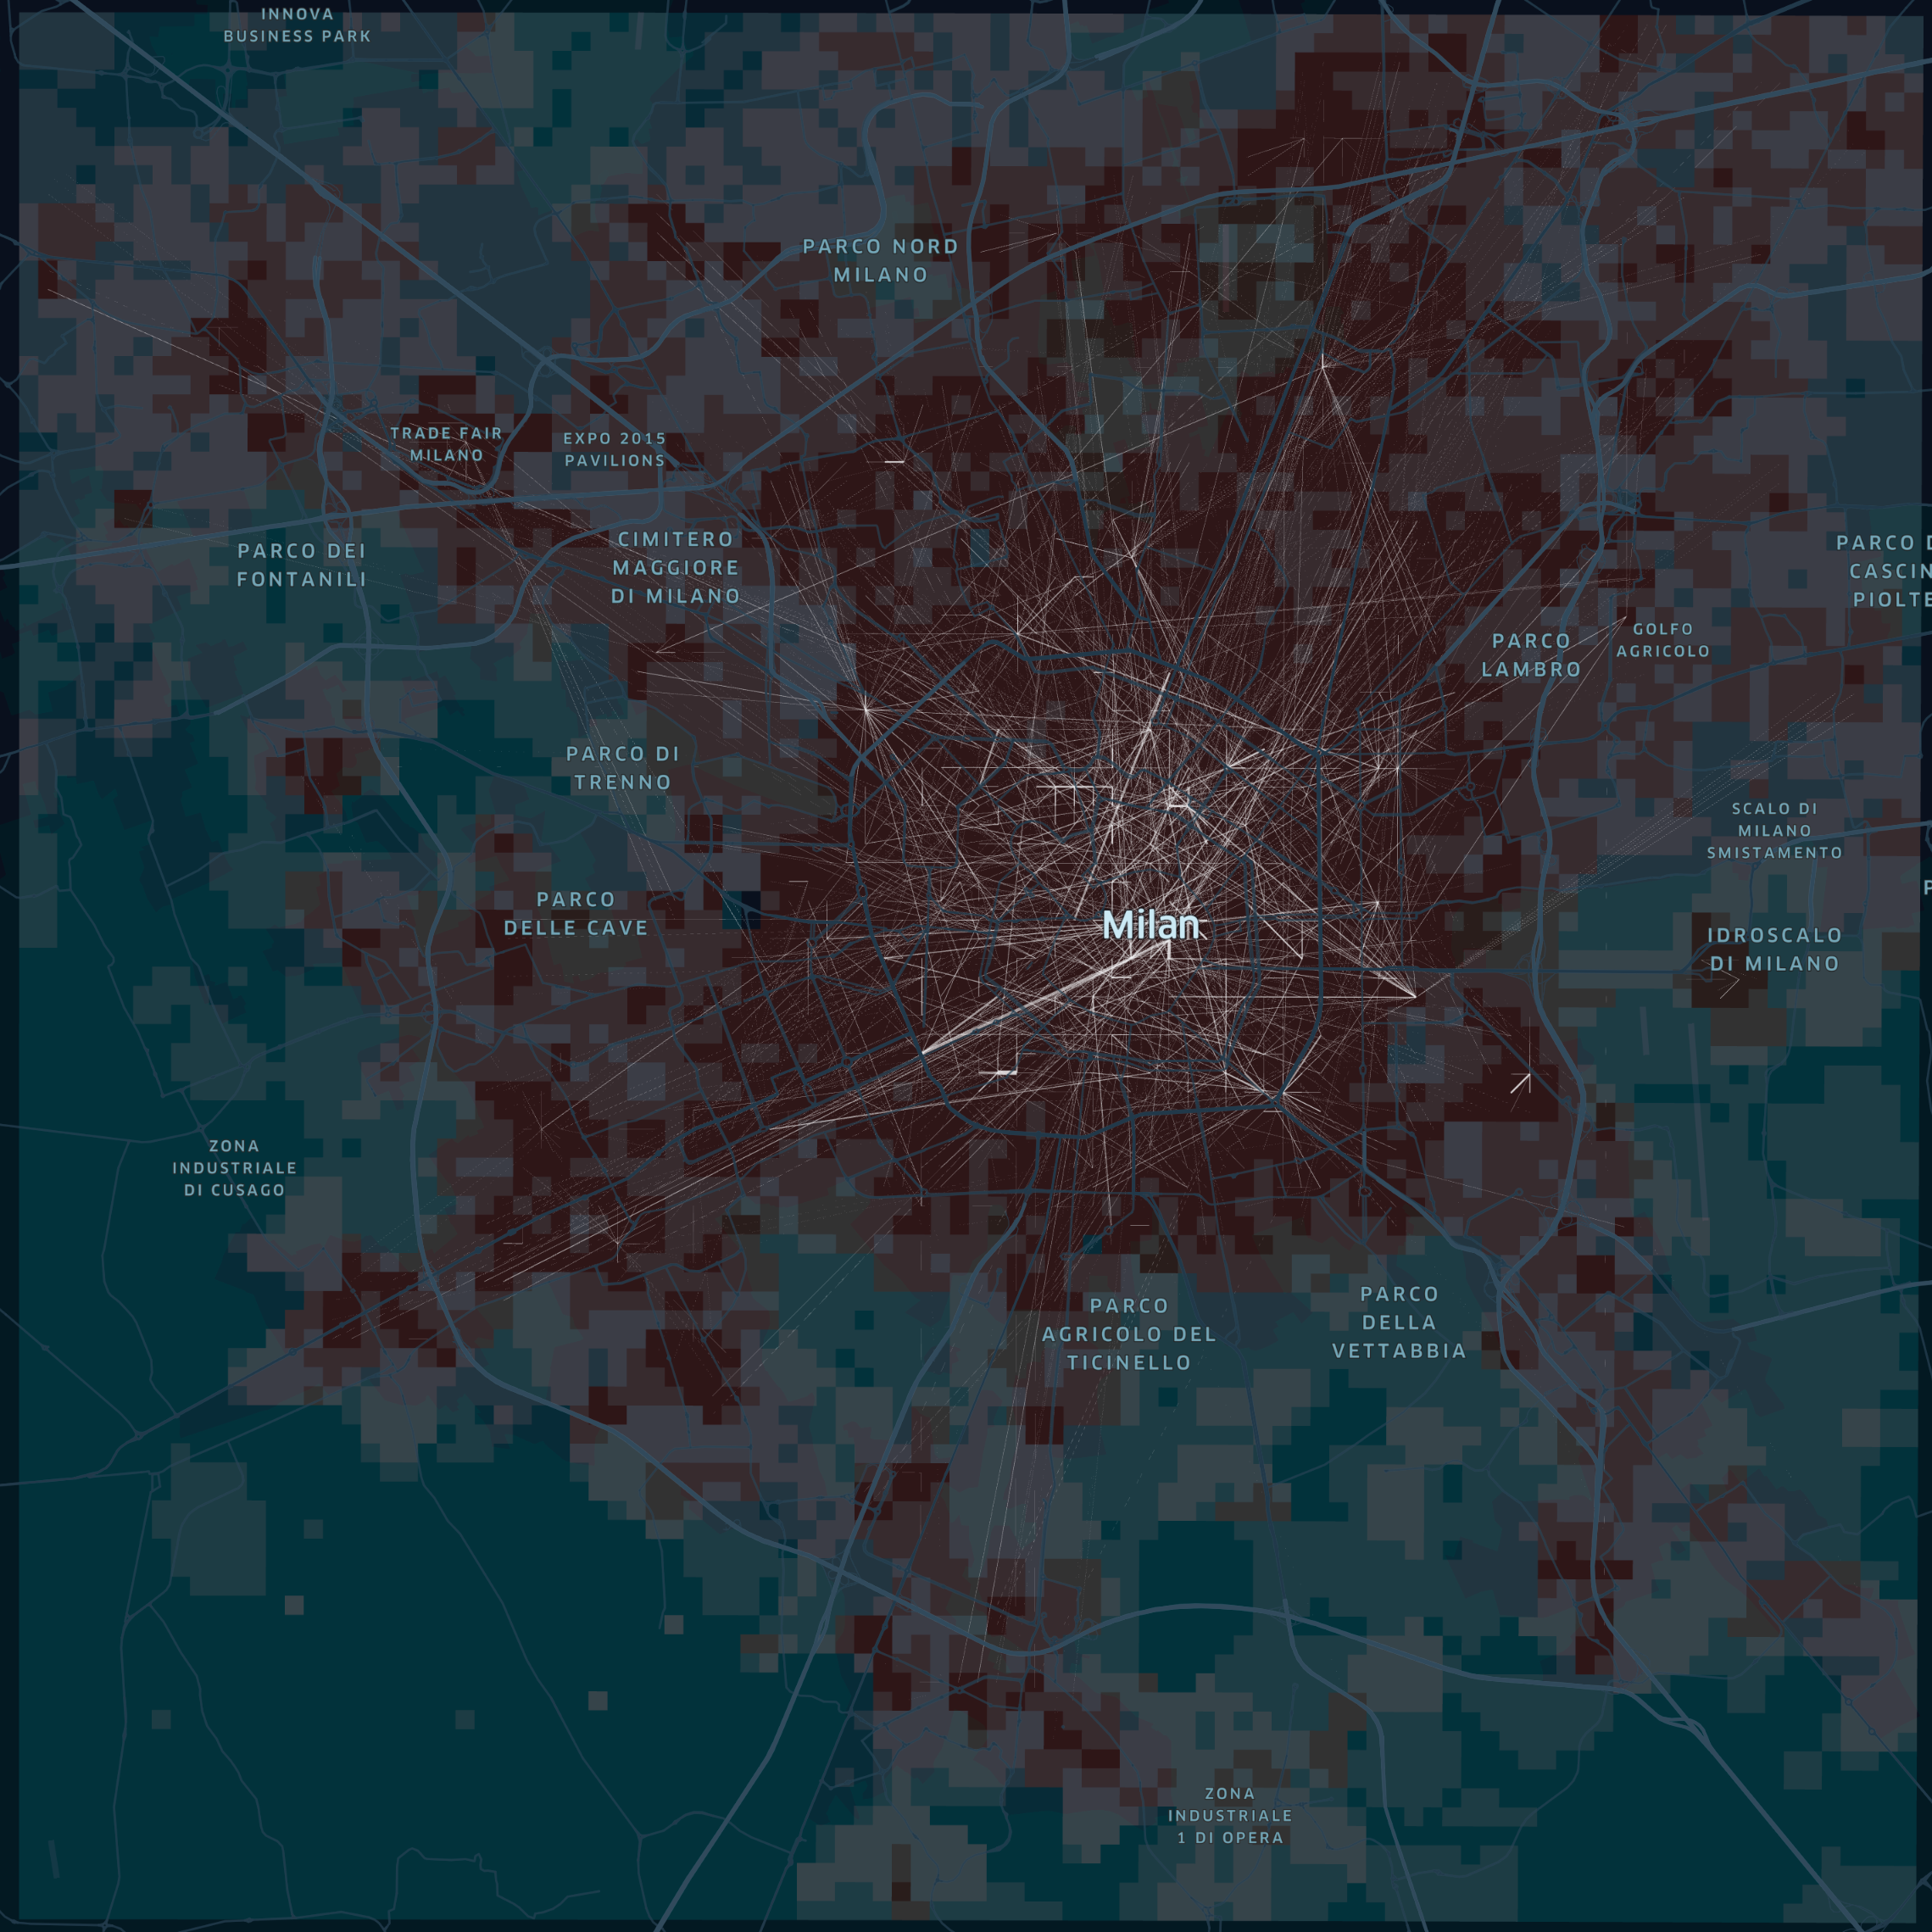 INNOVA
BUSINESS PARK
PARCO NORD
MILANO
TRADE FAIR
MILANO
EXPO 2015
PAVILIONS
PARCO DEI
FONTANILI
CIMITERO
MAGGIORE
DI MILANO
PARCO
CASCIN
PIOLTE
PARCO
LAMBRO
GOLFO
AGRICOLO
PARCO DI
TRENNO
SCALO DI
MILANO
SMISTAMENTO
PARCO
DELLE CAVE
Milan
IDROSCALO
DI MILANO
ZONA
INDUSTRIALE
DI CUSAGO
PARCO
AGRICOLO DEL
TICINELLO
PARCO
DELLA
VETTABBIA
ZONA
INDUSTRIALE
1 DI OPERA